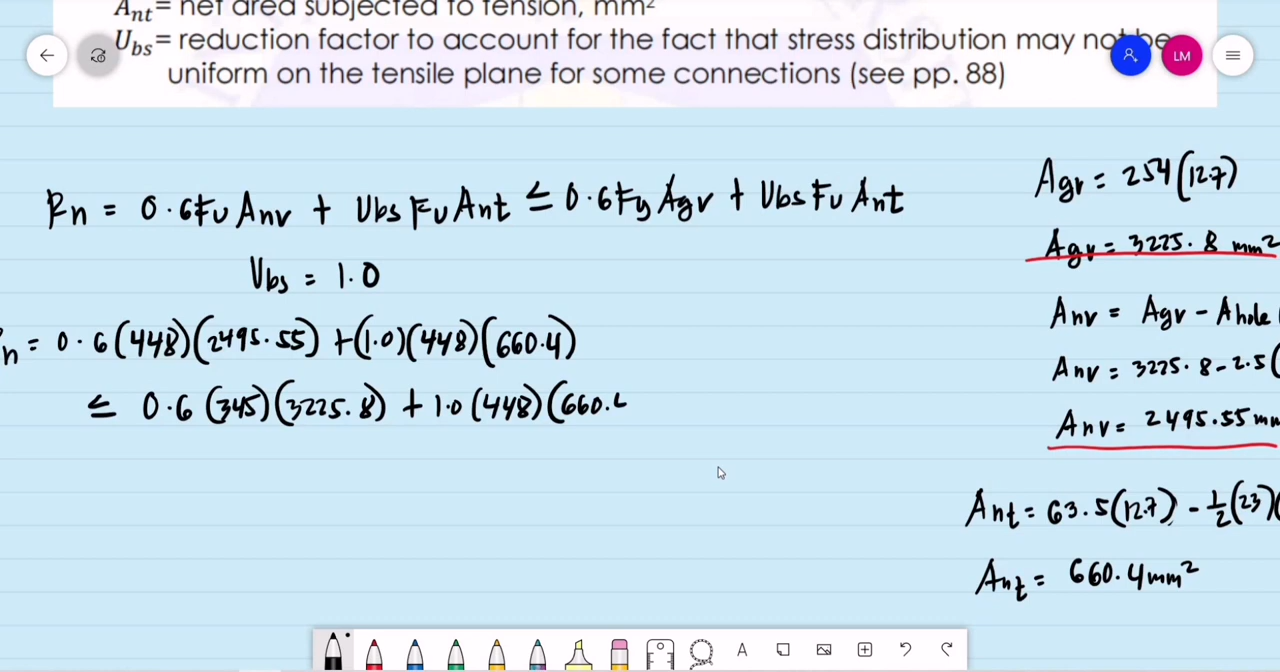 Ant= net area subjected to tension, mm²
Ubs= reduction factor to account for the fact that stress distribution may not be
uniform on the tensile plane for some connections (see pp. 88)
LM
Rn = 0.6Fu Anv + Ubs Fu Ant ≤ 0.6Fy Agv + Ubs Fu Ant
Ubs = 1.0
n = 0.6(448)(2495.55) + (1.0)(448)(660.4)
≤ 0.6(345)(3225.8) + 1.0(448)(660.
Agv = 254(12.7)
Agv = 3225.8 mm²
Anv = Agv - Ahole
Anv = 3225.8 - 2.5(
Anv = 2495.55 mm
Ant = 63.5(12.7) - ½(23)(
Ant = 660.4mm²
A